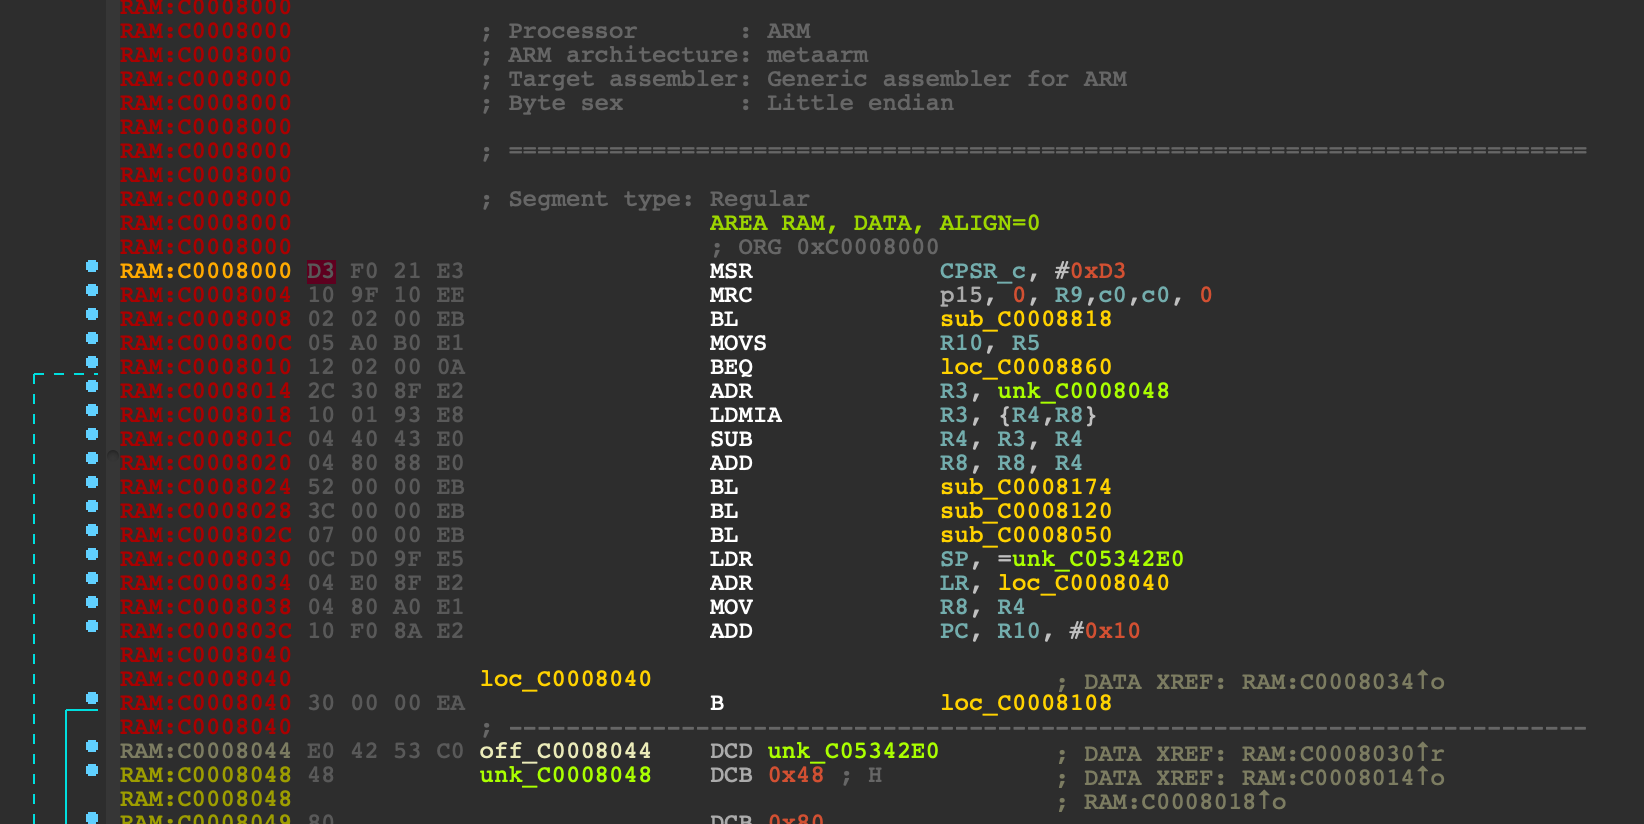 RAM:C0008000
RAM:C0008000 ; Processor : ARM
RAM:C0008000 ; ARM architecture: metaarm
RAM:C0008000 ; Target assembler: Generic assembler for ARM
RAM:C0008000 ; Byte sex : Little endian
RAM:C0008000
RAM:C0008000 ; ===========================================================================
RAM:C0008000
RAM:C0008000 ; Segment type: Regular
RAM:C0008000 AREA RAM, DATA, ALIGN=0
RAM:C0008000 ; ORG 0xC0008000
RAM:C0008000 D3 F0 21 E3 MSR CPSR_c, #0xD3
RAM:C0008004 10 9F 10 EE MRC p15, 0, R9,c0,c0, 0
RAM:C0008008 02 02 00 EB BL sub_C0008818
RAM:C000800C 05 A0 B0 E1 MOVS R10, R5
RAM:C0008010 12 02 00 0A BEQ loc_C0008860
RAM:C0008014 2C 30 8F E2 ADR R3, unk_C0008048
RAM:C0008018 10 01 93 E8 LDMIA R3, {R4,R8}
RAM:C000801C 04 40 43 E0 SUB R4, R3, R4
RAM:C0008020 04 80 88 E0 ADD R8, R8, R4
RAM:C0008024 52 00 00 EB BL sub_C0008174
RAM:C0008028 3C 00 00 EB BL sub_C0008120
RAM:C000802C 07 00 00 EB BL sub_C0008050
RAM:C0008030 0C D0 9F E5 LDR SP, =unk_C05342E0
RAM:C0008034 04 E0 8F E2 ADR LR, loc_C0008040
RAM:C0008038 04 80 A0 E1 MOV R8, R4
RAM:C000803C 10 F0 8A E2 ADD PC, R10, #0x10
RAM:C0008040
RAM:C0008040 loc_C0008040 ; DATA XREF: RAM:C0008034↑o
RAM:C0008040 30 00 00 EA B loc_C0008108
RAM:C0008040 ; ---------------------------------------------------------------------------
RAM:C0008044 E0 42 53 C0 off_C0008044 DCD unk_C05342E0 ; DATA XREF: RAM:C0008030↑r
RAM:C0008048 48 unk_C0008048 DCB 0x48 ; H ; DATA XREF: RAM:C0008014↑o
RAM:C0008048 ; RAM:C0008018↑o
RAM:C0008049 80 DCB 0x80